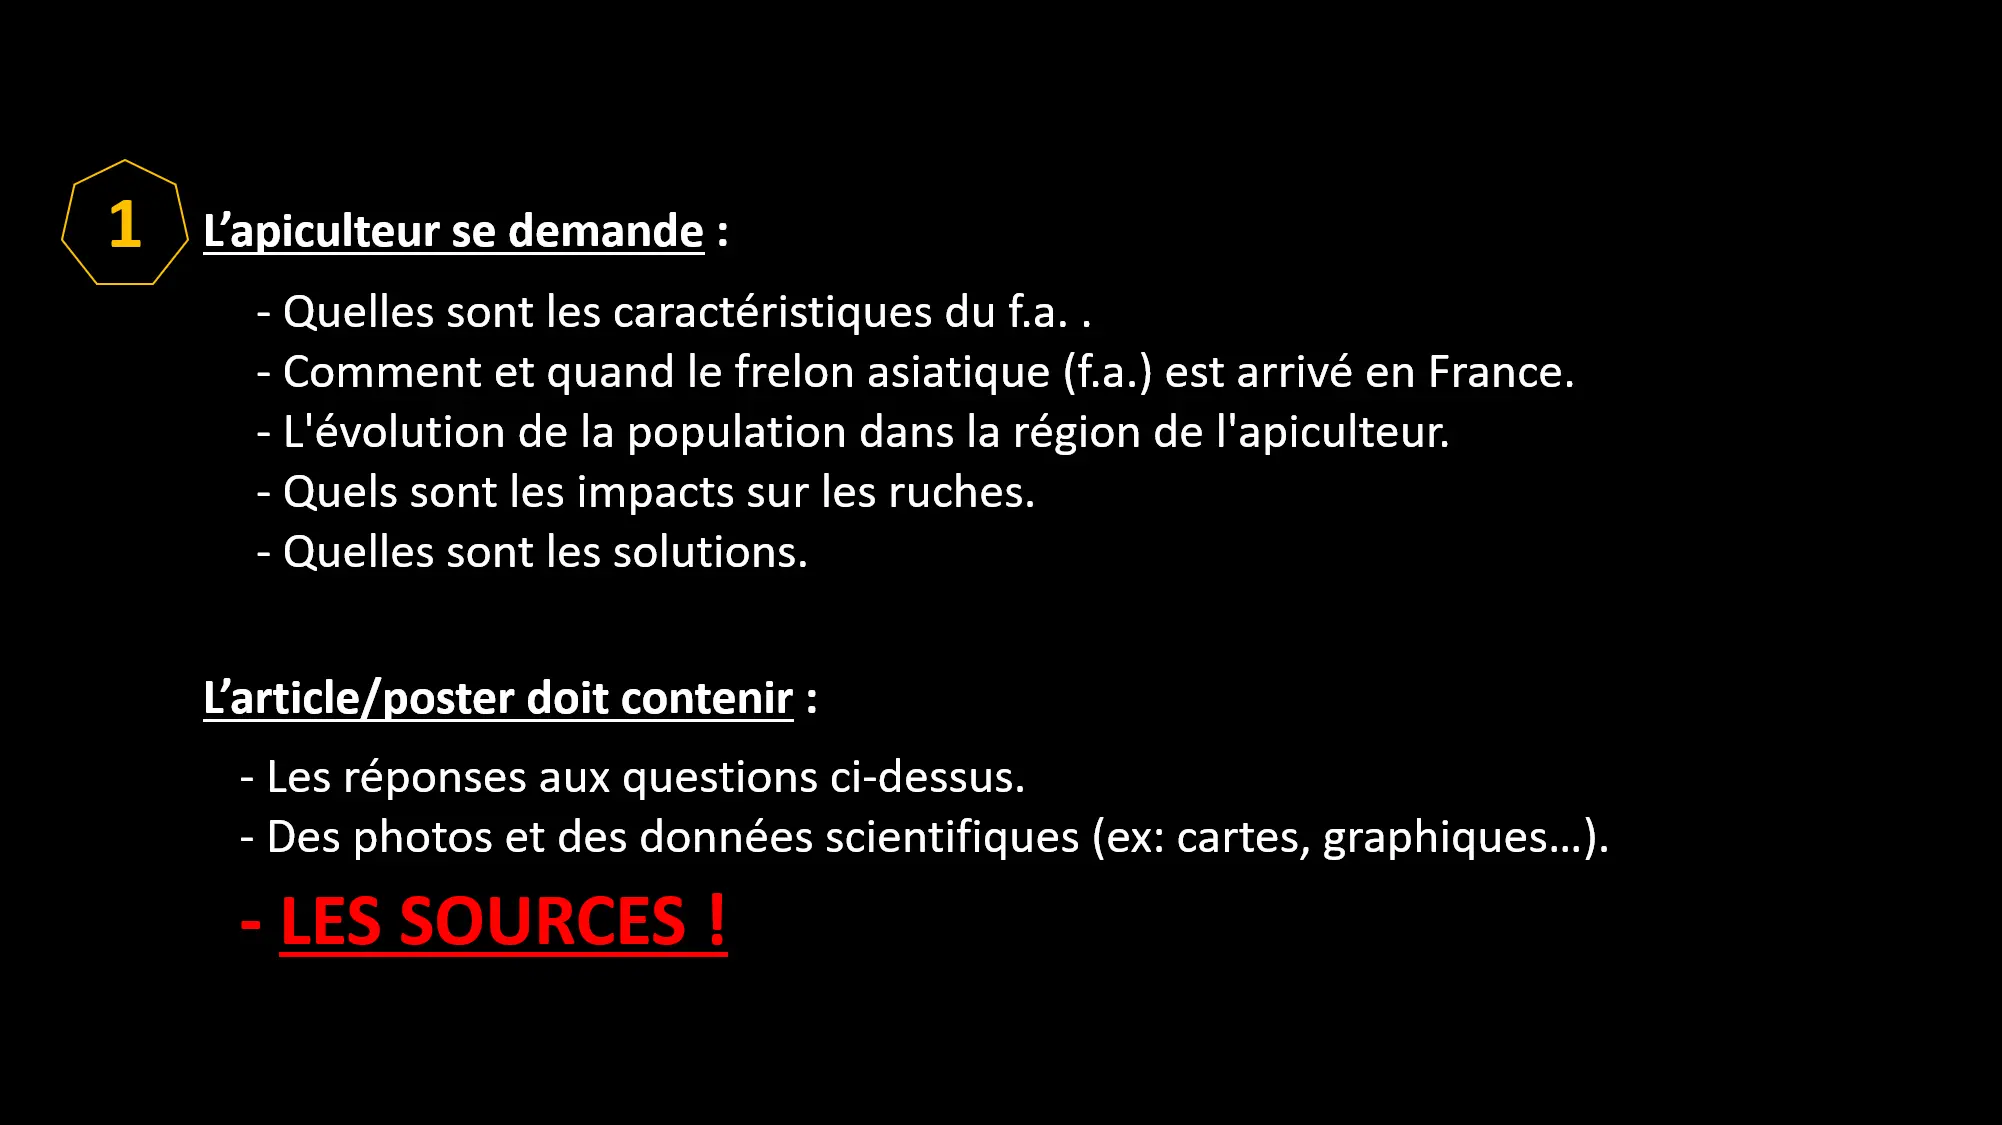 1
L’apiculteur se demande :
- Quelles sont les caractéristiques du f.a. .
- Comment et quand le frelon asiatique (f.a.) est arrivé en France.
- L'évolution de la population dans la région de l'apiculteur.
- Quels sont les impacts sur les ruches.
- Quelles sont les solutions.
L’article/poster doit contenir :
- Les réponses aux questions ci-dessus.
- Des photos et des données scientifiques (ex: cartes, graphiques…).
- LES SOURCES !